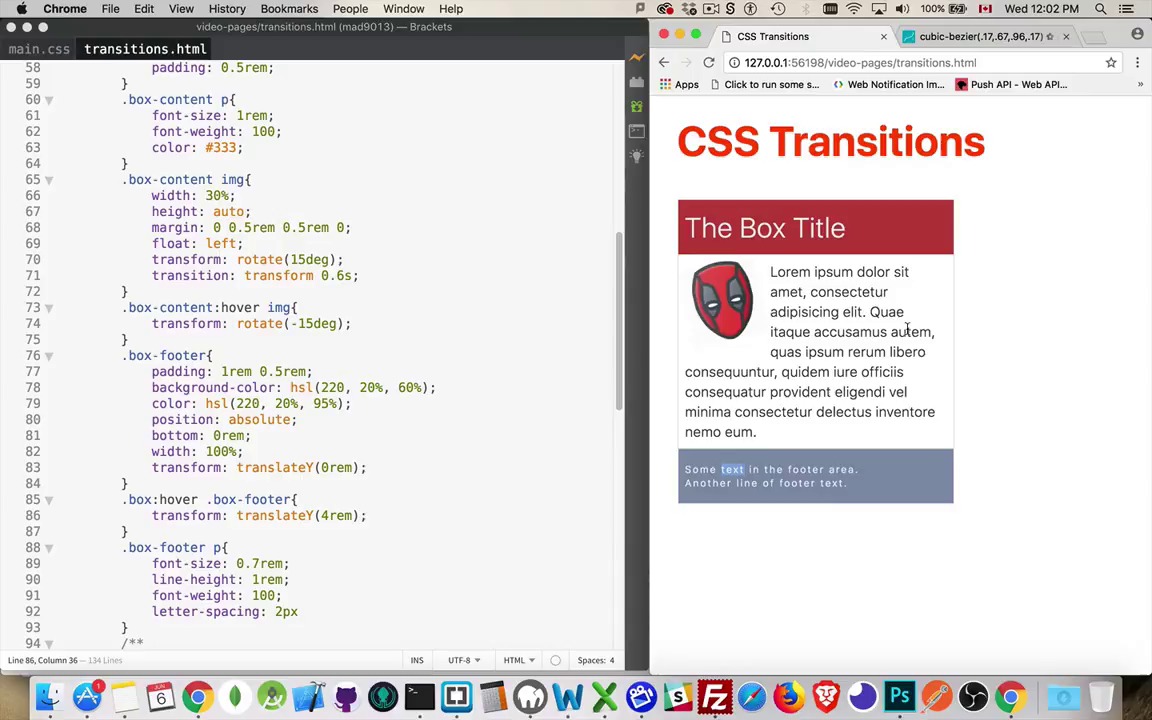 Chrome File Edit View History Bookmarks People Window Help 100% Wed 12:02 PM
video-pages/transitions.html (mad9013) — Brackets
main.css transitions.html
58 padding: 0.5rem;
59 }
60 .box-content p{
61 font-size: 1rem;
62 font-weight: 100;
63 color: #333;
64 }
65 .box-content img{
66 width: 30%;
67 height: auto;
68 margin: 0 0.5rem 0.5rem 0;
69 float: left;
70 transform: rotate(15deg);
71 transition: transform 0.6s;
72 }
73 .box-content:hover img{
74 transform: rotate(-15deg);
75 }
76 .box-footer{
77 padding: 1rem 0.5rem;
78 background-color: hsl(220, 20%, 60%);
79 color: hsl(220, 20%, 95%);
80 position: absolute;
81 bottom: 0rem;
82 width: 100%;
83 transform: translateY(0rem);
84 }
85 .box:hover .box-footer{
86 transform: translateY(4rem);
87 }
88 .box-footer p{
89 font-size: 0.7rem;
90 line-height: 1rem;
91 font-weight: 100;
92 letter-spacing: 2px
93 }
94 /**
Line 86, Column 36 — 134 Lines INS UTF-8 HTML Spaces: 4
CSS Transitions cubic-bezier(.17,.67,.96,.17)
127.0.0.1:56198/video-pages/transitions.html
Apps Click to run some s... Web Notification Im... Push API - Web API... »
CSS Transitions
The Box Title
Lorem ipsum dolor sit
amet, consectetur
adipisicing elit. Quae
itaque accusamus autem,
quas ipsum rerum libero
consequuntur, quidem iure officiis
consequatur provident eligendi vel
minima consectetur delectus inventore
nemo eum.
Some text in the footer area.
Another line of footer text.